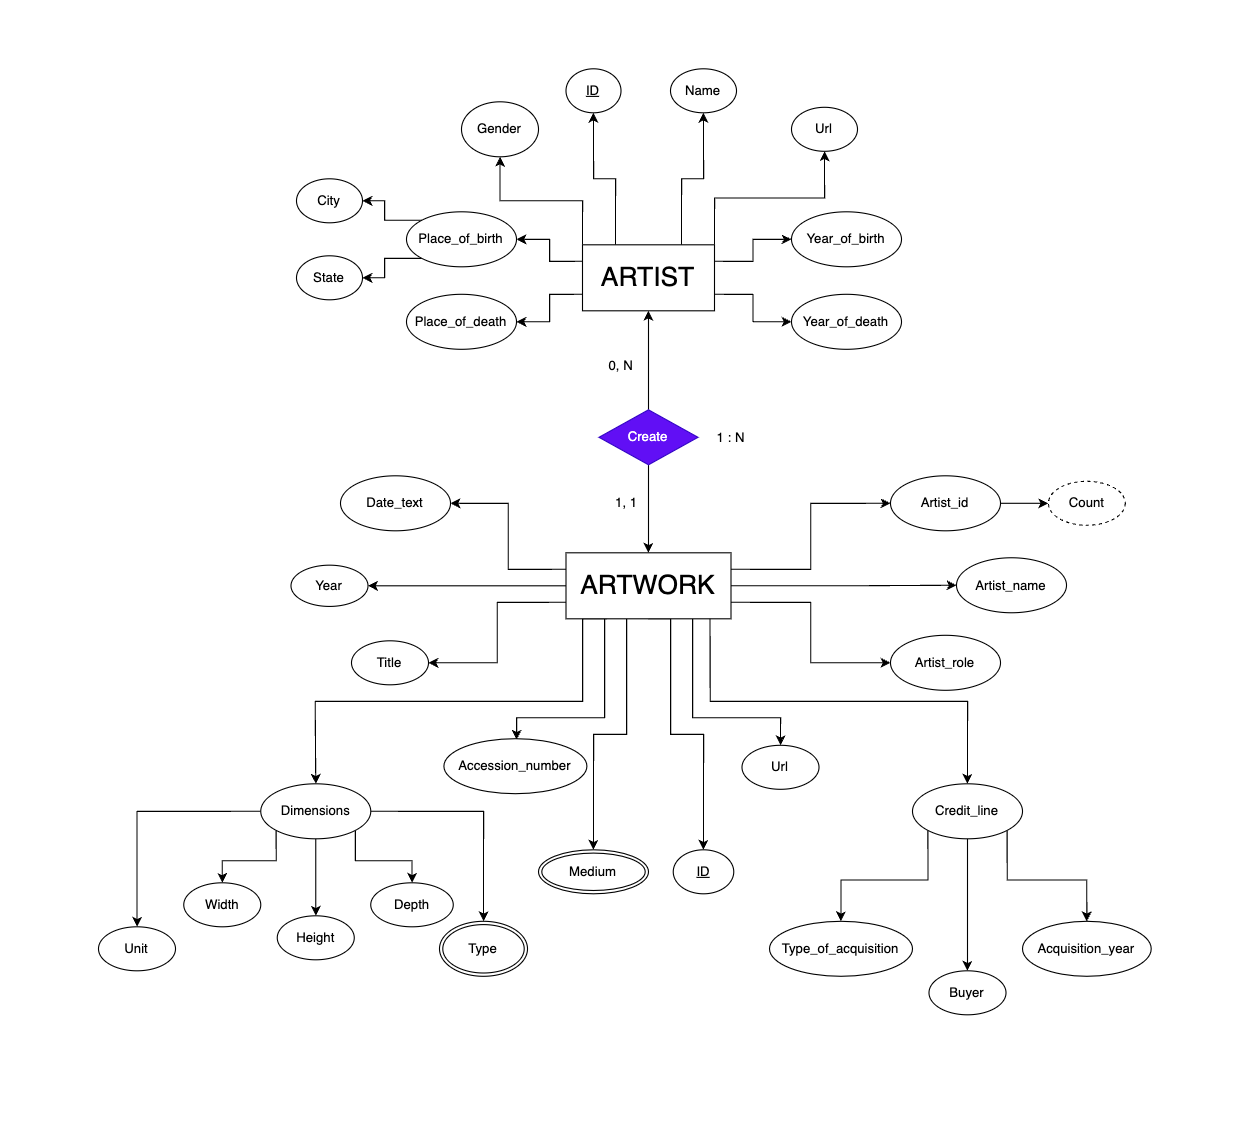 ID
Name
Gender
Url
City
Place_of_birth
Year_of_birth
State
ARTIST
Place_of_death
Year_of_death
0, N
Create
1 : N
Date_text
1, 1
Artist_id
Count
Year
ARTWORK
Artist_name
Title
Artist_role
Accession_number
Url
Dimensions
Credit_line
Medium
ID
Width
Depth
Height
Unit
Type
Type_of_acquisition
Acquisition_year
Buyer